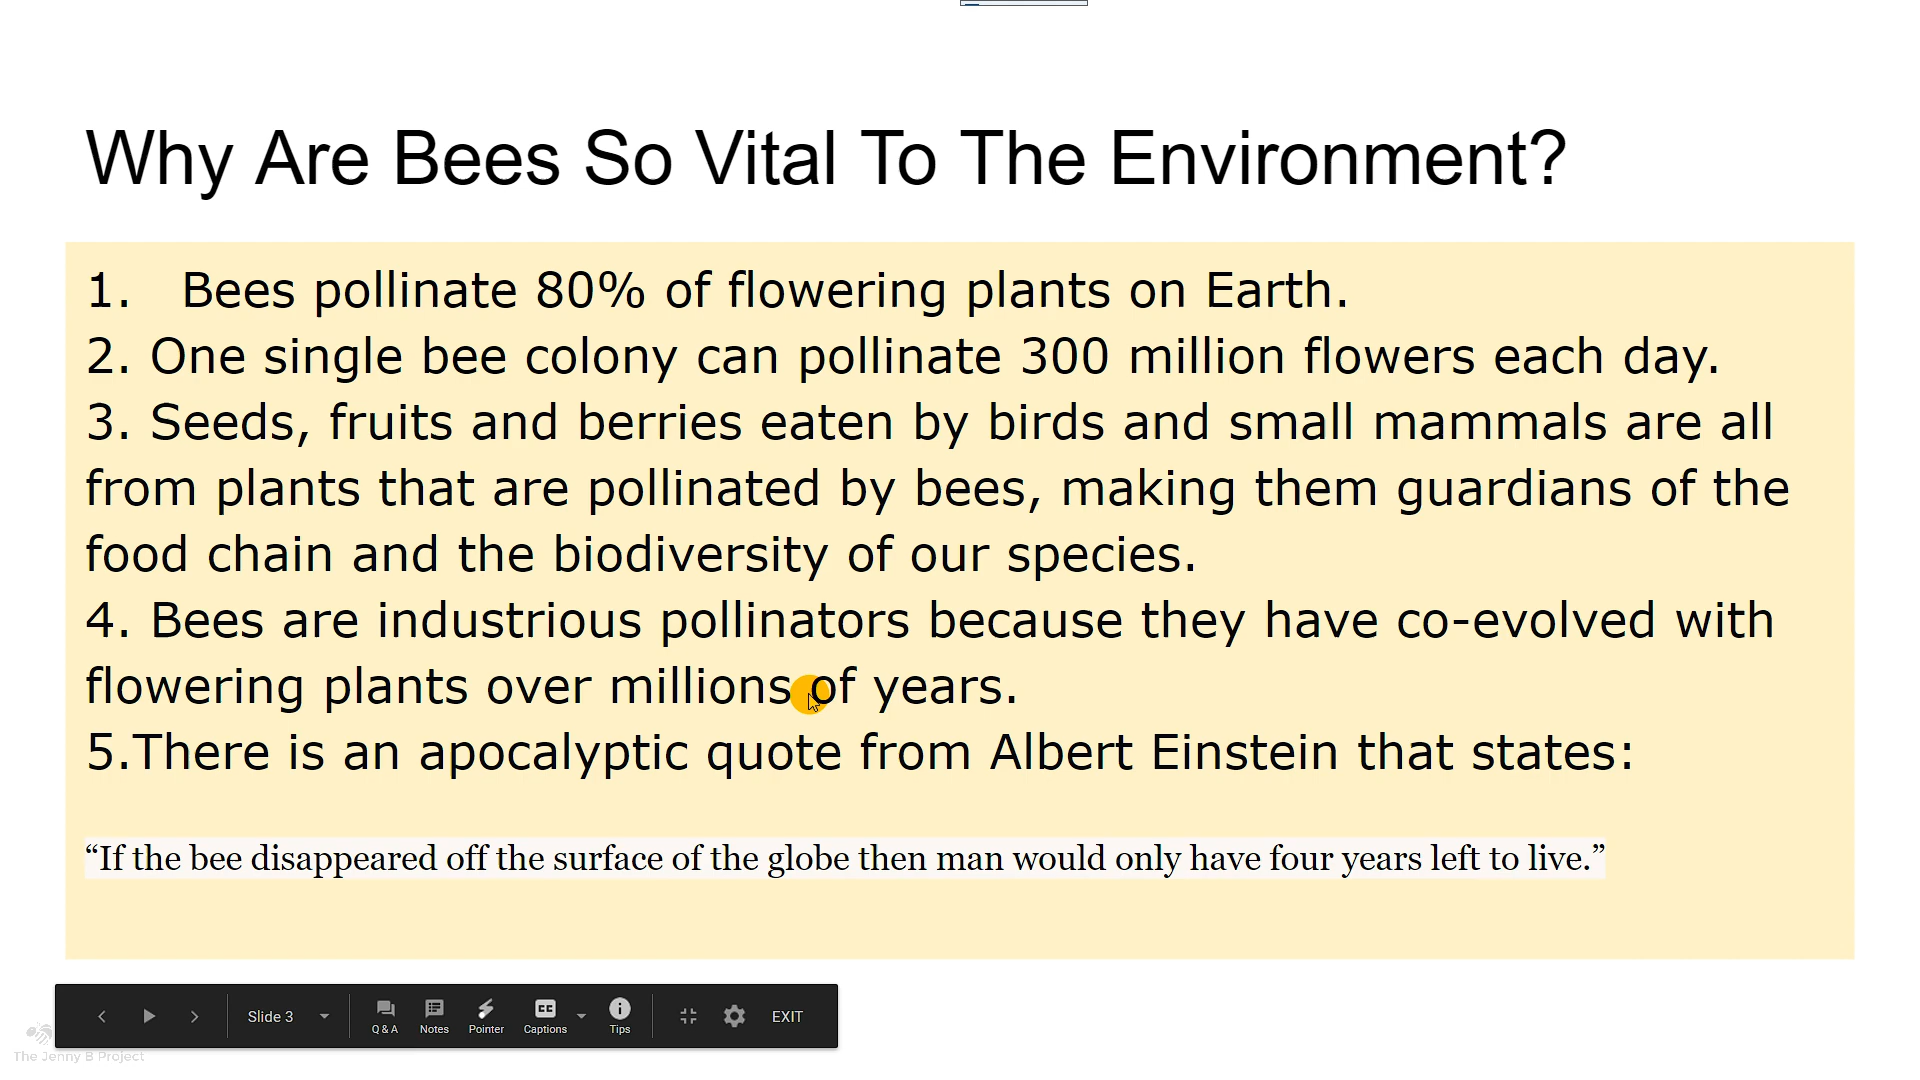 Why Are Bees So Vital To The Environment?
1. Bees pollinate 80% of flowering plants on Earth.
2. One single bee colony can pollinate 300 million flowers each day.
3. Seeds, fruits and berries eaten by birds and small mammals are all
from plants that are pollinated by bees, making them guardians of the
food chain and the biodiversity of our species.
4. Bees are industrious pollinators because they have co-evolved with
flowering plants over millions of years.
5.There is an apocalyptic quote from Albert Einstein that states:
“If the bee disappeared off the surface of the globe then man would only have four years left to live.”
Slide 3
Q & A
Notes
Pointer
CC
Captions
Tips
EXIT
The Jenny B Project